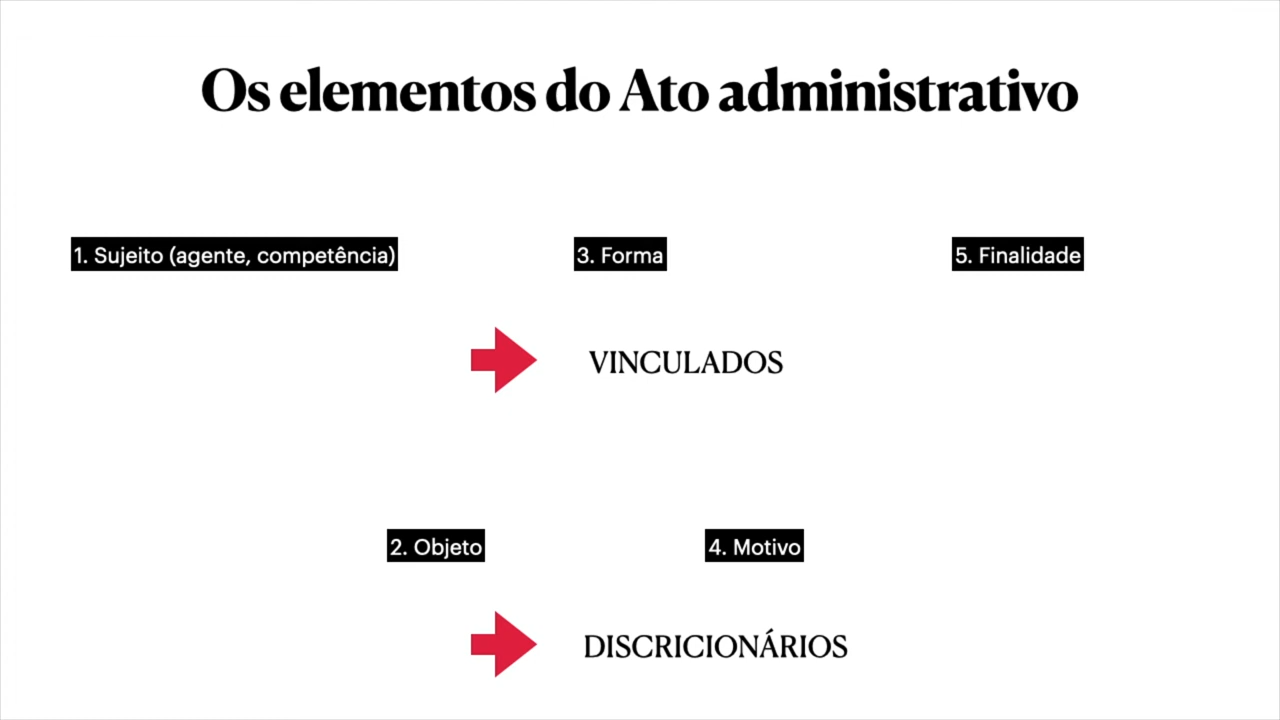 Os elementos do Ato administrativo
1. Sujeito (agente, competência)
3. Forma
5. Finalidade
VINCULADOS
2. Objeto
4. Motivo
DISCRICIONÁRIOS